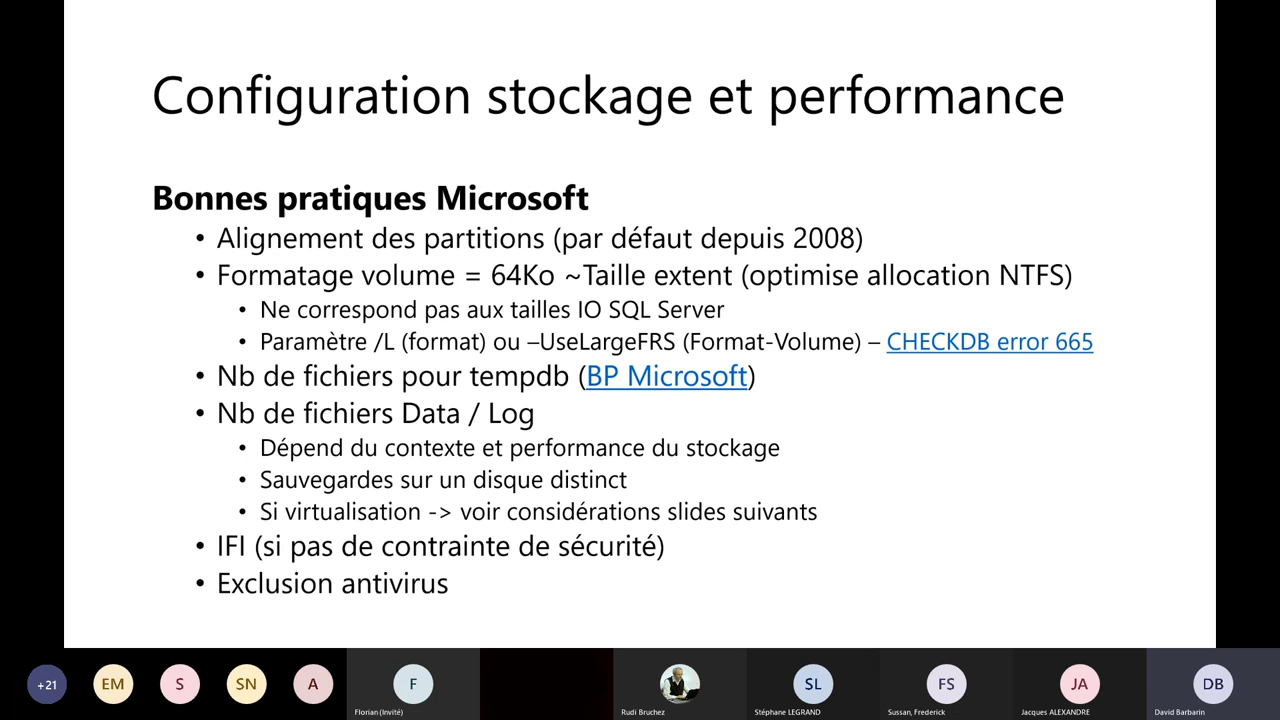 Configuration stockage et performance
Bonnes pratiques Microsoft
• Alignement des partitions (par défaut depuis 2008)
• Formatage volume = 64Ko ~Taille extent (optimise allocation NTFS)
• Ne correspond pas aux tailles IO SQL Server
• Paramètre /L (format) ou –UseLargeFRS (Format-Volume) – CHECKDB error 665
• Nb de fichiers pour tempdb (BP Microsoft)
• Nb de fichiers Data / Log
• Dépend du contexte et performance du stockage
• Sauvegardes sur un disque distinct
• Si virtualisation -> voir considérations slides suivants
• IFI (si pas de contrainte de sécurité)
• Exclusion antivirus
+21 EM S SN A F SL FS JA DB
Florian (Invité) Rudi Bruchez Stéphane LEGRAND Sussan, Frederick Jacques ALEXANDRE David Barbarin